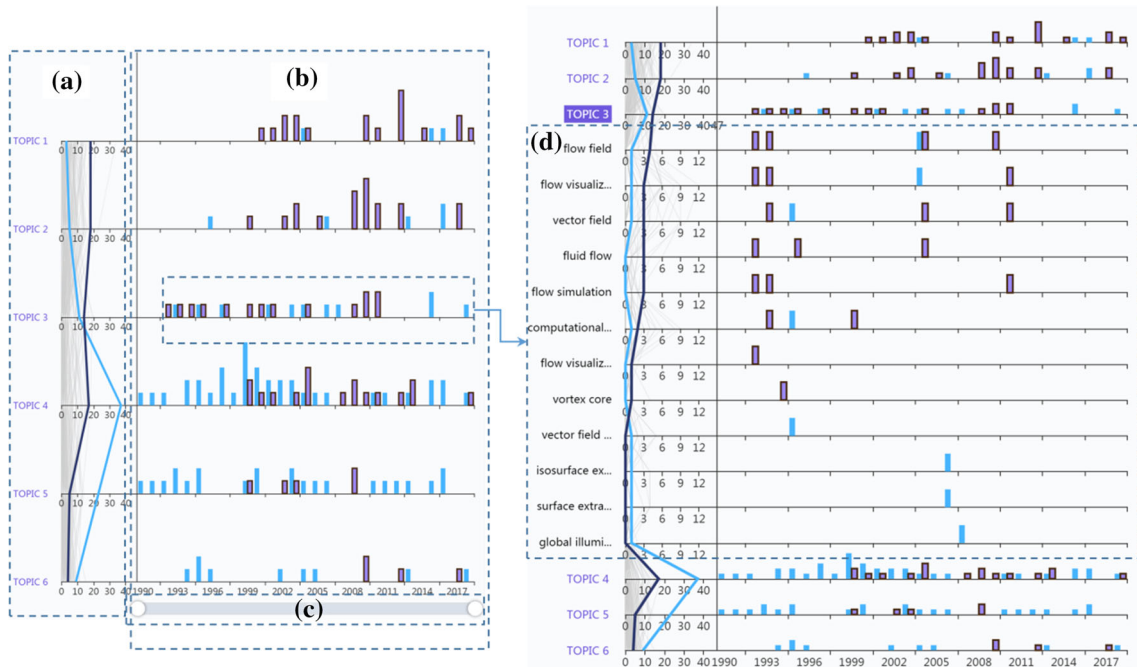 (a)
(b)
TOPIC 1
0 10 20 30 40
TOPIC 2
0 10 20 30 40
TOPIC 3
0 10 20 30 40
TOPIC 4
0 10 20 30 40
TOPIC 5
0 10 20 30 40
TOPIC 6
1990 1993 1996 1999 2002 2005 2008 2011 2014 2017
(c)
TOPIC 1
0 10 20 30 40
TOPIC 2
0 10 20 30 40
TOPIC 3
0 10 20 30 4047
(d)
flow field
0 3 6 9 12
flow visualiz...
0 3 6 9 12
vector field
0 3 6 9 12
fluid flow
0 3 6 9 12
flow simulation
0 3 6 9 12
computational...
0 3 6 9 12
flow visualiz...
0 3 6 9 12
vortex core
0 3 6 9 12
vector field ...
0 3 6 9 12
isosurface ex...
0 3 6 9 12
surface extra...
0 3 6 9 12
global illumi...
0 3 6 9 12
TOPIC 4
0 10 20 30 40
TOPIC 5
0 10 20 30 40
TOPIC 6
1990 1993 1996 1999 2002 2005 2008 2011 2014 2017